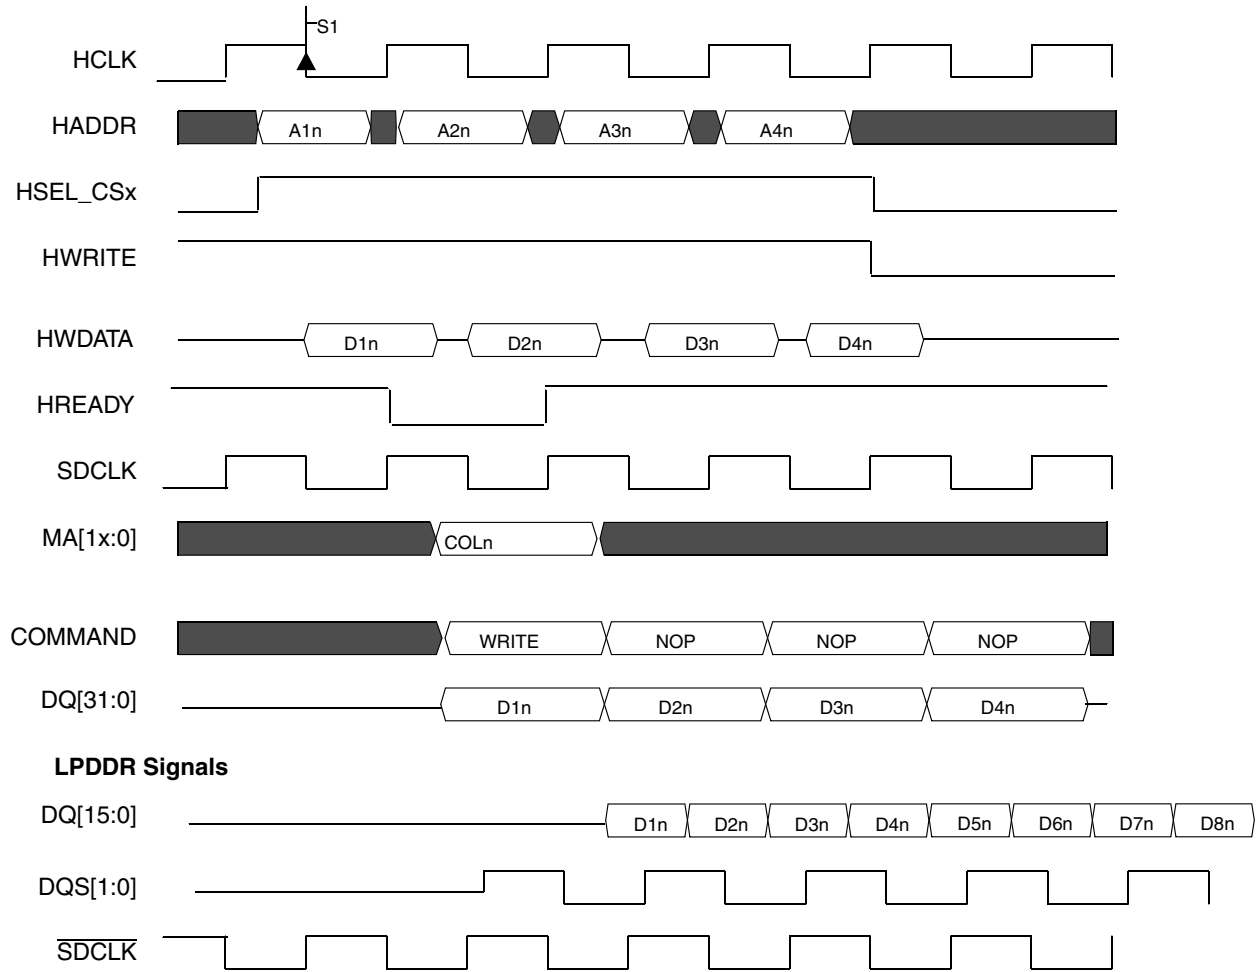 S1
HCLK
HADDR A1n A2n A3n A4n
HSEL_CSx
HWRITE
HWDATA D1n D2n D3n D4n
HREADY
SDCLK
MA[1x:0] COLn
COMMAND WRITE NOP NOP NOP
DQ[31:0] D1n D2n D3n D4n
LPDDR Signals
DQ[15:0] D1n D2n D3n D4n D5n D6n D7n D8n
DQS[1:0]
SDCLK